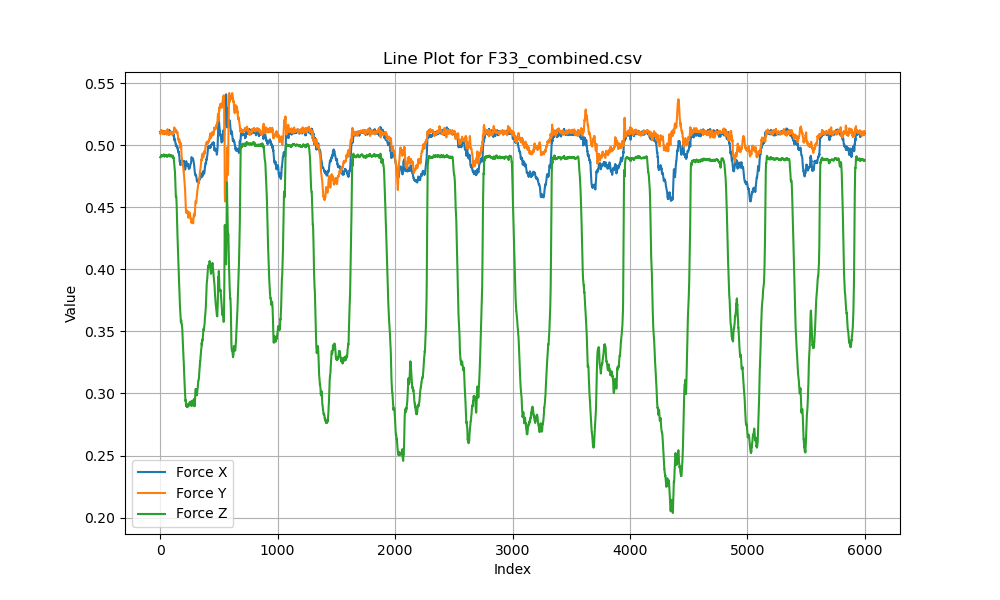 Line Plot for F33_combined.csv
0.55
0.50
0.45
0.40
0.35
0.30
0.25
0.20
Value
Force X
Force Y
Force Z
0 1000 2000 3000 4000 5000 6000
Index